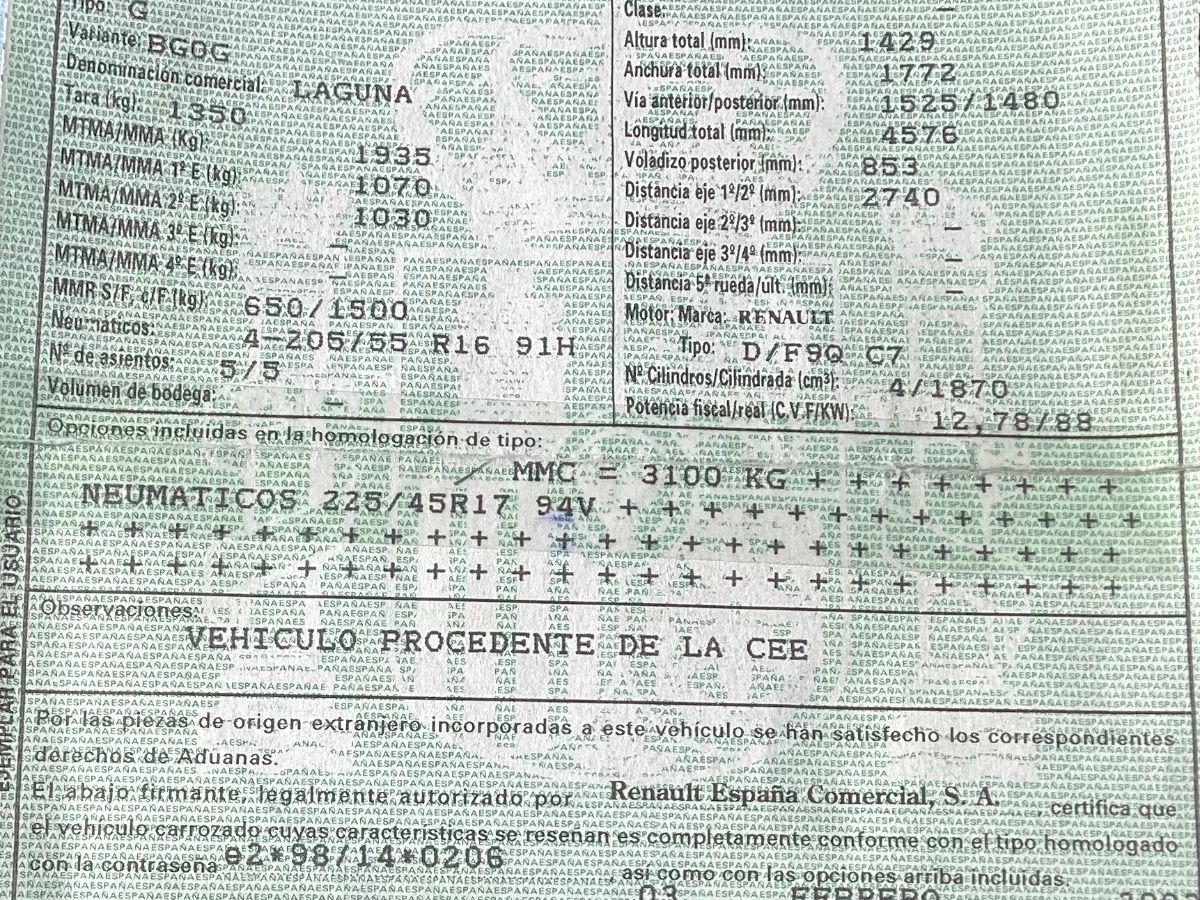 Tipo: G
Variante: BG0G
Denominación comercial: LAGUNA
Tara (kg): 1350
MTMA/MMA (Kg): 1935
MTMA/MMA 1º E (kg): 1070
MTMA/MMA 2º E (kg): 1030
MTMA/MMA 3º E (kg): –
MTMA/MMA 4º E (kg): –
MMR S/F, c/F (kg): 650/1500
Neumaticos: 4-205/55 R16 91H
Nº de asientos: 5/5
Volumen de bodega: –
Clase: –
Altura total (mm): 1429
Anchura total (mm): 1772
Vía anterior/posterior (mm): 1525/1480
Longitud total (mm): 4576
Voladizo posterior (mm): 853
Distancia eje 1º/2º (mm): 2740
Distancia eje 2º/3º (mm): –
Distancia eje 3º/4º (mm): –
Distancia 5ª rueda/ult. (mm): –
Motor: Marca: RENAULT
Tipo: D/F9Q C7
Nº Cilindros/Cilindrada (cm³): 4/1870
Potencia fiscal/real (C.V.F/KW): 12,78/88
Opciones incluidas en la homologación de tipo:
MMC = 3100 KG + + + + + + + +
NEUMATICOS 225/45R17 94V + + + + + + + + + + + + +
+ + + + + + + + + + + + + + + + + + + + + + + + +
+ + + + + + + + + + + + + + + + + + + + + + + + +
Observaciones:
VEHICULO PROCEDENTE DE LA CEE
Por las piezas de origen extranjero incorporadas a este vehículo se han satisfecho los correspondientes
derechos de Aduanas.
El abajo firmante, legalmente autorizado por Renault España Comercial, S. A. , certifica que
el vehiculo carrozado cuyas caracteristicas se reseñan es completamente conforme con el tipo homologado
con la contraseña e2*98/14*0206 , así como con las opciones arriba incluidas.
03 FEBRERO
EJEMPLAR PARA EL USUARIO